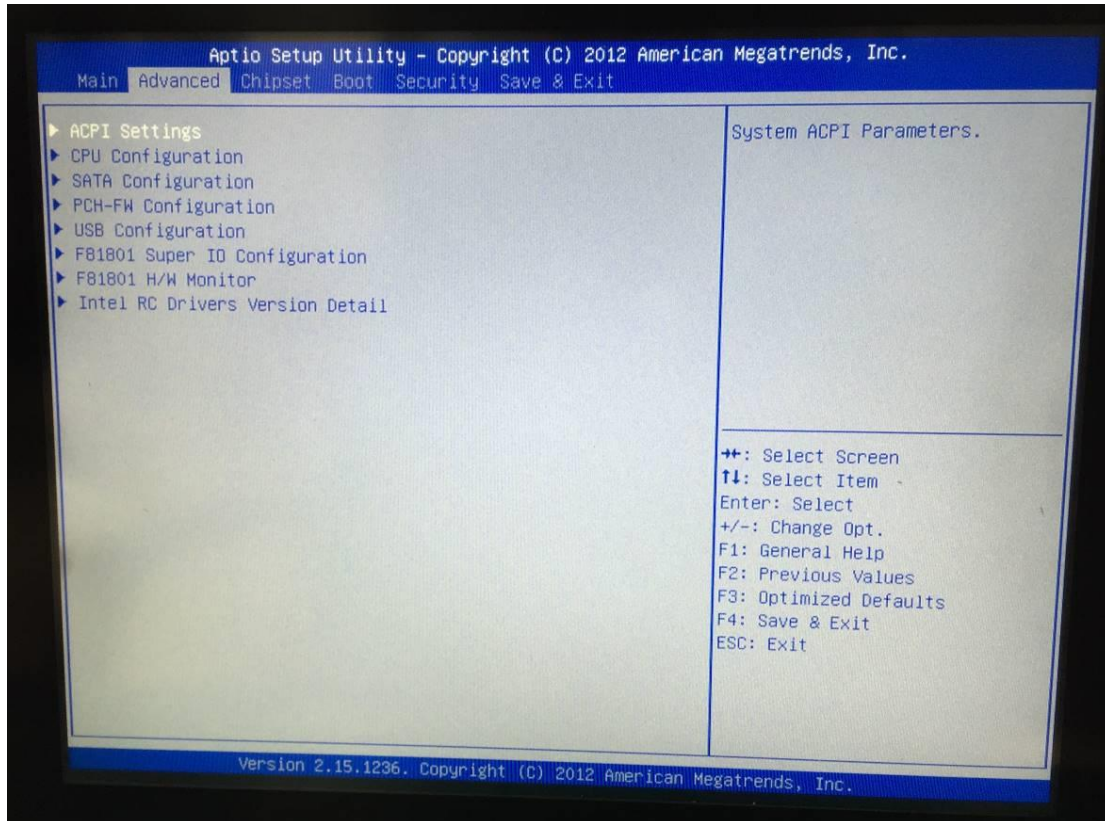 Aptio Setup Utility - Copyright (C) 2012 American Megatrends, Inc.
Main Advanced Chipset Boot Security Save & Exit
► ACPI Settings
► CPU Configuration
► SATA Configuration
► PCH-FW Configuration
► USB Configuration
► F81801 Super IO Configuration
► F81801 H/W Monitor
► Intel RC Drivers Version Detail
System ACPI Parameters.
→←: Select Screen
↑↓: Select Item
Enter: Select
+/-: Change Opt.
F1: General Help
F2: Previous Values
F3: Optimized Defaults
F4: Save & Exit
ESC: Exit
Version 2.15.1236. Copyright (C) 2012 American Megatrends, Inc.